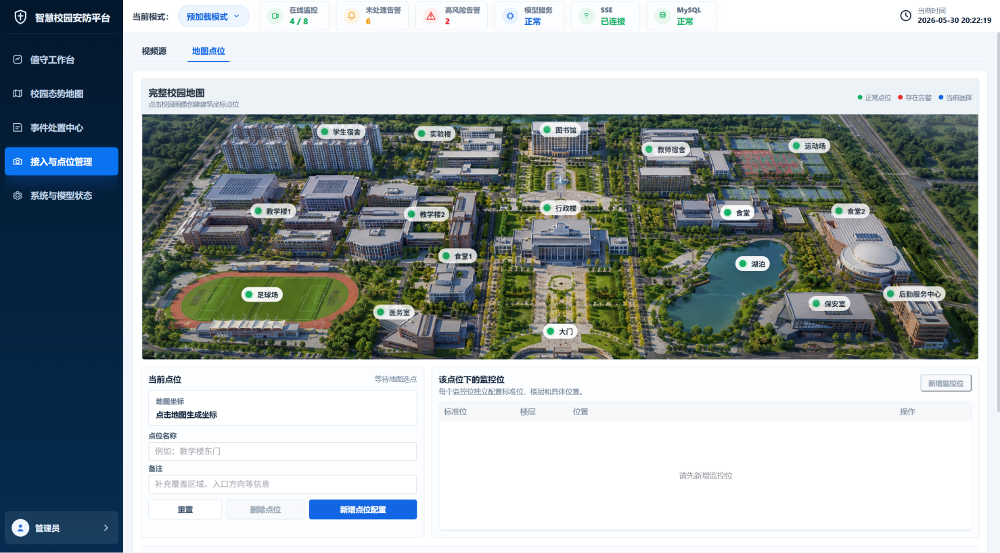 智慧校园安防平台
值守工作台
校园态势地图
事件处置中心
接入与点位管理
系统与模型状态
管理员
当前模式：
预加载模式
在线监控
4 / 8
未处理告警
6
高风险告警
2
模型服务
正常
SSE
已连接
MySQL
正常
当前时间
2026-05-30 20:22:19
视频源
地图点位
完整校园地图
点击校园图像创建建筑坐标点位
正常点位
存在告警
当前选择
学生宿舍
实验楼
图书馆
教师宿舍
运动场
教学楼1
教学楼2
行政楼
食堂
食堂2
食堂1
湖泊
足球场
医务室
保安室
后勤服务中心
大门
当前点位
等待地图选点
地图坐标
点击地图生成坐标
点位名称
例如：教学楼东门
备注
补充覆盖区域、入口方向等信息
重置
删除点位
新增点位配置
该点位下的监控位
每个监控位独立配置标准位、楼层和具体位置。
新增监控位
标准位
楼层
位置
操作
请先新增监控位